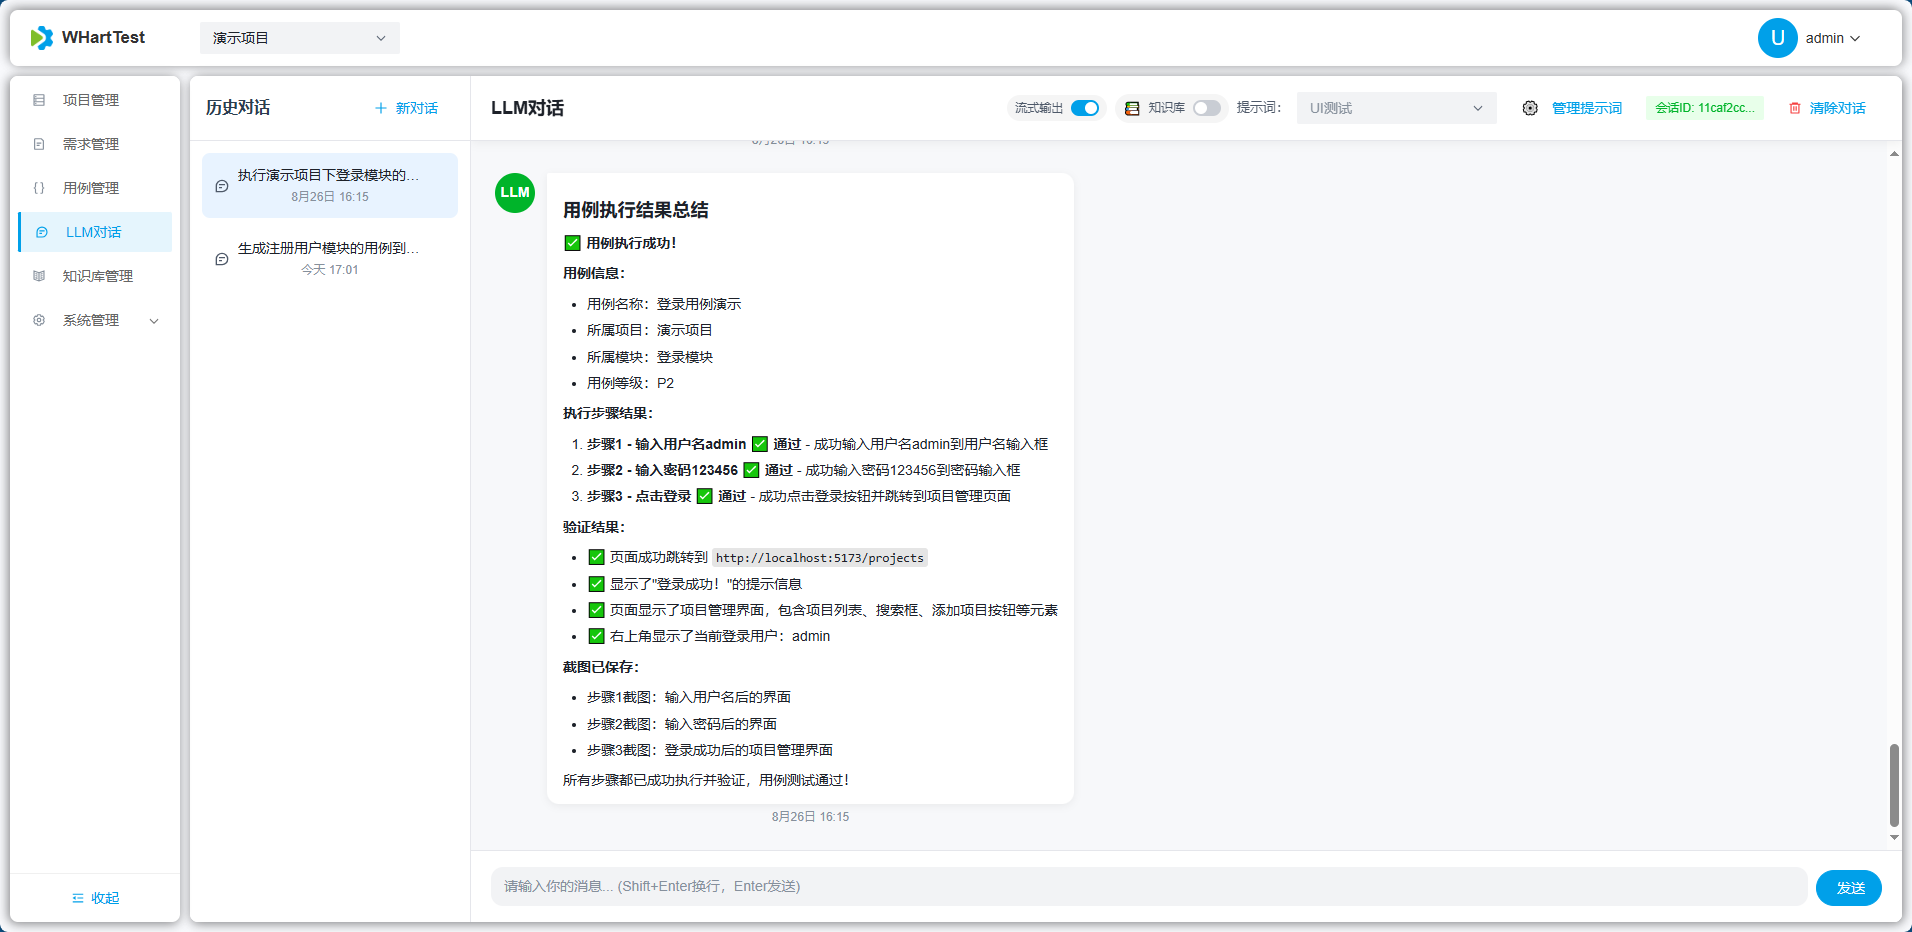 WHartTest
演示项目
U
admin
项目管理
需求管理
用例管理
LLM对话
知识库管理
系统管理
收起
历史对话
新对话
执行演示项目下登录模块的...
8月26日 16:15
生成注册用户模块的用例到...
今天 17:01
LLM对话
流式输出
知识库
提示词：
UI测试
管理提示词
会话ID: 11caf2cc...
清除对话
8月26日 16:15
LLM
用例执行结果总结
✅ 用例执行成功！
用例信息：
• 用例名称：登录用例演示
• 所属项目：演示项目
• 所属模块：登录模块
• 用例等级：P2
执行步骤结果：
1. 步骤1 - 输入用户名admin ✅ 通过 - 成功输入用户名admin到用户名输入框
2. 步骤2 - 输入密码123456 ✅ 通过 - 成功输入密码123456到密码输入框
3. 步骤3 - 点击登录 ✅ 通过 - 成功点击登录按钮并跳转到项目管理页面
验证结果：
• ✅ 页面成功跳转到 http://localhost:5173/projects
• ✅ 显示了"登录成功！"的提示信息
• ✅ 页面显示了项目管理界面，包含项目列表、搜索框、添加项目按钮等元素
• ✅ 右上角显示了当前登录用户：admin
截图已保存：
• 步骤1截图：输入用户名后的界面
• 步骤2截图：输入密码后的界面
• 步骤3截图：登录成功后的项目管理界面
所有步骤都已成功执行并验证，用例测试通过！
8月26日 16:15
请输入你的消息... (Shift+Enter换行，Enter发送)
发送